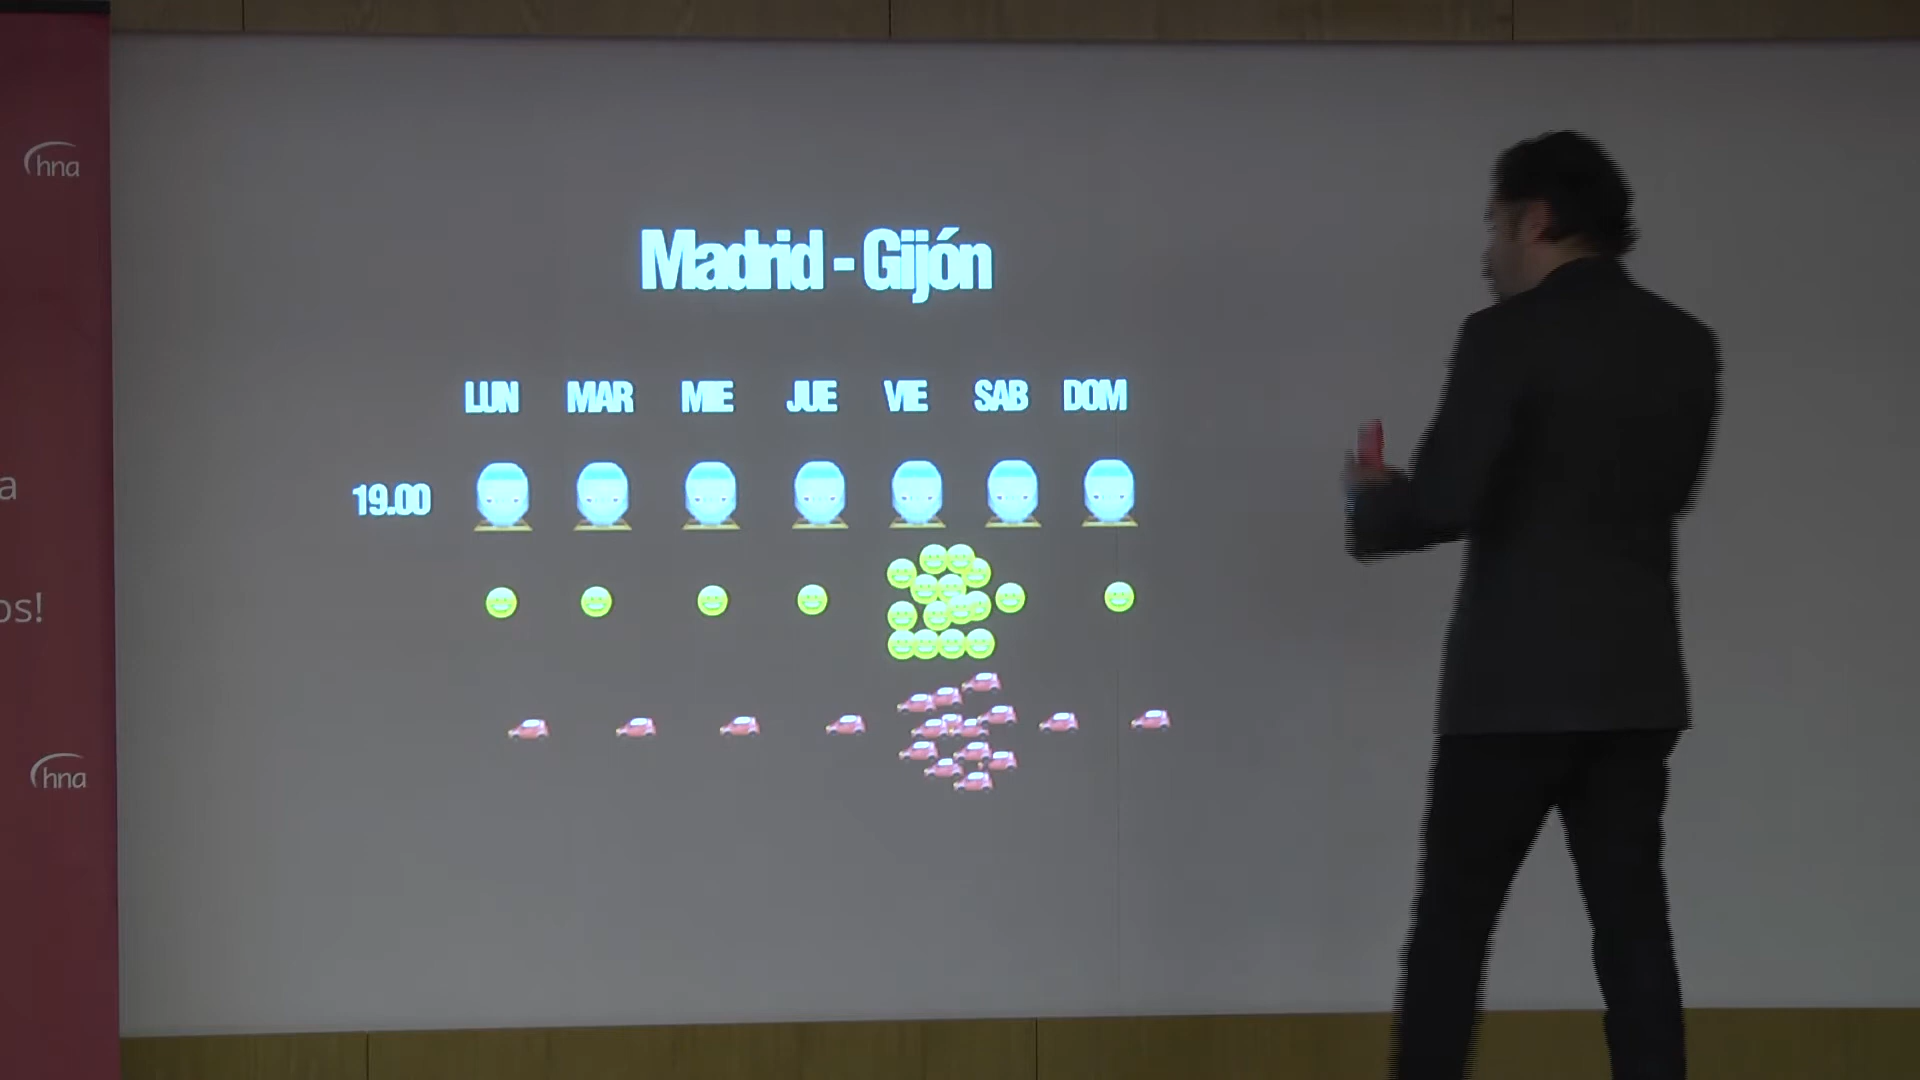 hna
Madrid - Gijón
LUN MAR MIE JUE VIE SAB DOM
19.00
a
os!
hna